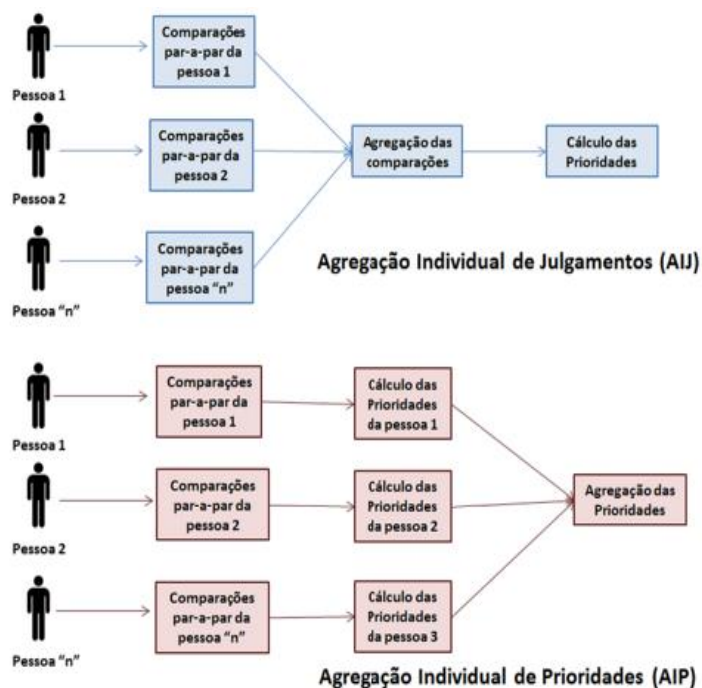 Pessoa 1
Comparações
par-a-par da
pessoa 1
Pessoa 2
Comparações
par-a-par da
pessoa 2
Pessoa “n”
Comparações
par-a-par da
pessoa “n”
Agregação das
comparações
Cálculo das
Prioridades
Agregação Individual de Julgamentos (AIJ)
Pessoa 1
Comparações
par-a-par da
pessoa 1
Cálculo das
Prioridades
da pessoa 1
Pessoa 2
Comparações
par-a-par da
pessoa 2
Cálculo das
Prioridades
da pessoa 2
Pessoa “n”
Comparações
par-a-par da
pessoa “n”
Cálculo das
Prioridades
da pessoa 3
Agregação das
Prioridades
Agregação Individual de Prioridades (AIP)